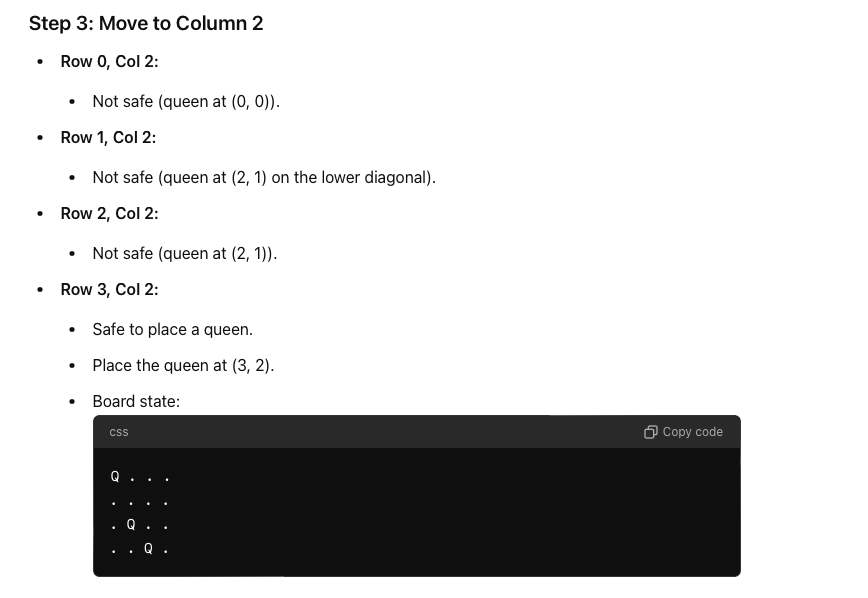 Step 3: Move to Column 2
• Row 0, Col 2:
• Not safe (queen at (0, 0)).
• Row 1, Col 2:
• Not safe (queen at (2, 1) on the lower diagonal).
• Row 2, Col 2:
• Not safe (queen at (2, 1)).
• Row 3, Col 2:
• Safe to place a queen.
• Place the queen at (3, 2).
• Board state:
css Copy code
Q . . .
. . . .
. Q . .
. . Q .